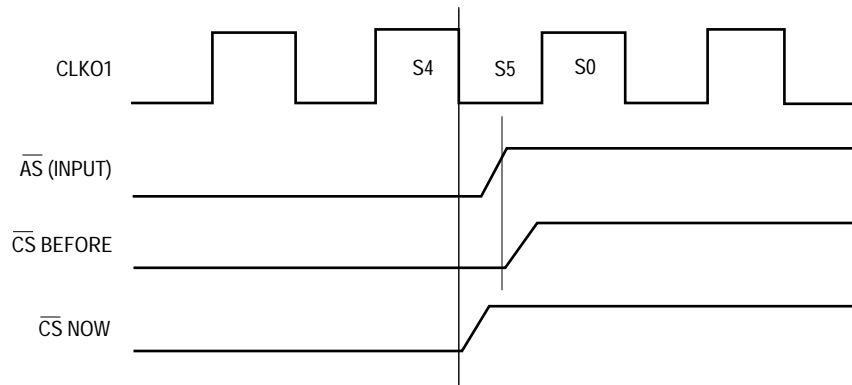 CLKO1
S4 S5 S0
AS (INPUT)
CS BEFORE
CS NOW